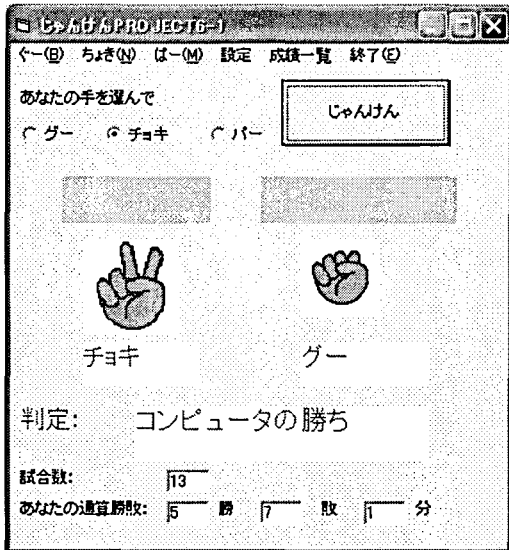 じゃんけんPROJECT6-1
ぐー(B) ちょき(N) ぱー(M) 設定 成績一覧 終了(E)
あなたの手を選んで
じゃんけん
グー チョキ パー
チョキ グー
判定: コンピュータの勝ち
試合数: 13
あなたの通算勝敗: 5 勝 7 敗 1 分